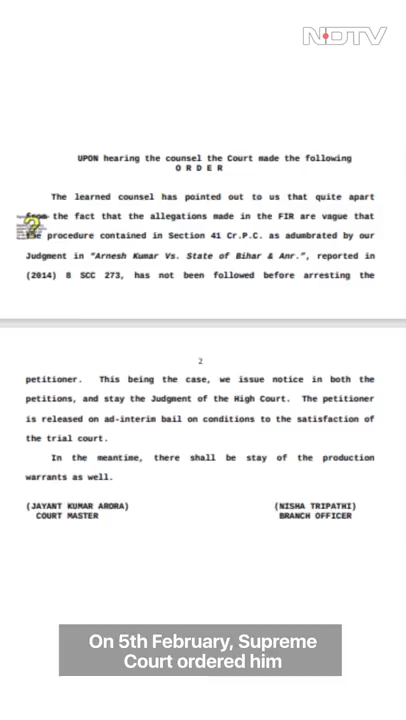 NDTV
UPON hearing the counsel the Court made the following
O R D E R
The learned counsel has pointed out to us that quite apart
from the fact that the allegations made in the FIR are vague that
the procedure contained in Section 41 Cr.P.C. as adumbrated by our
Judgment in "Arnesh Kumar Vs. State of Bihar & Anr.", reported in
(2014) 8 SCC 273, has not been followed before arresting the
2
petitioner. This being the case, we issue notice in both the
petitions, and stay the Judgment of the High Court. The petitioner
is released on ad-interim bail on conditions to the satisfaction of
the trial court.
In the meantime, there shall be stay of the production
warrants as well.
(JAYANT KUMAR ARORA) (NISHA TRIPATHI)
COURT MASTER BRANCH OFFICER
On 5th February, Supreme
Court ordered him